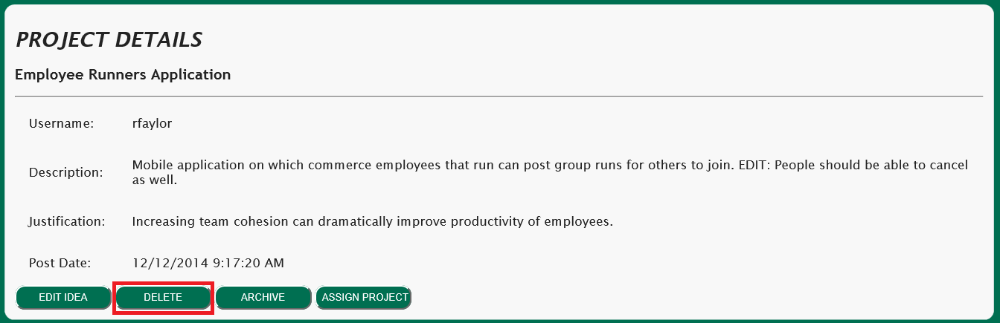 PROJECT DETAILS
Employee Runners Application
Username: rfaylor
Description: Mobile application on which commerce employees that run can post group runs for others to join. EDIT: People should be able to cancel
as well.
Justification: Increasing team cohesion can dramatically improve productivity of employees.
Post Date: 12/12/2014 9:17:20 AM
EDIT IDEA DELETE ARCHIVE ASSIGN PROJECT